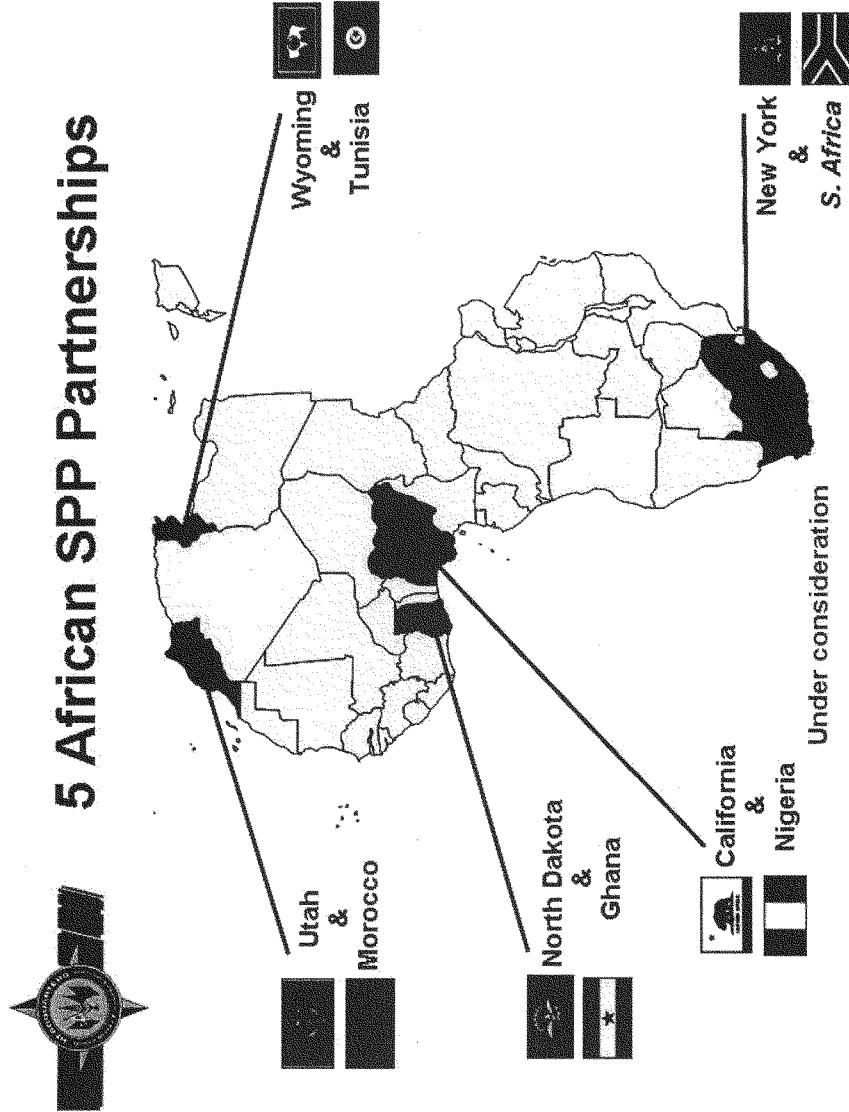 5 African SPP Partnerships
Utah
&
Morocco
Wyoming
&
Tunisia
North Dakota
&
Ghana
California
&
Nigeria
New York
&
S. Africa
Under consideration